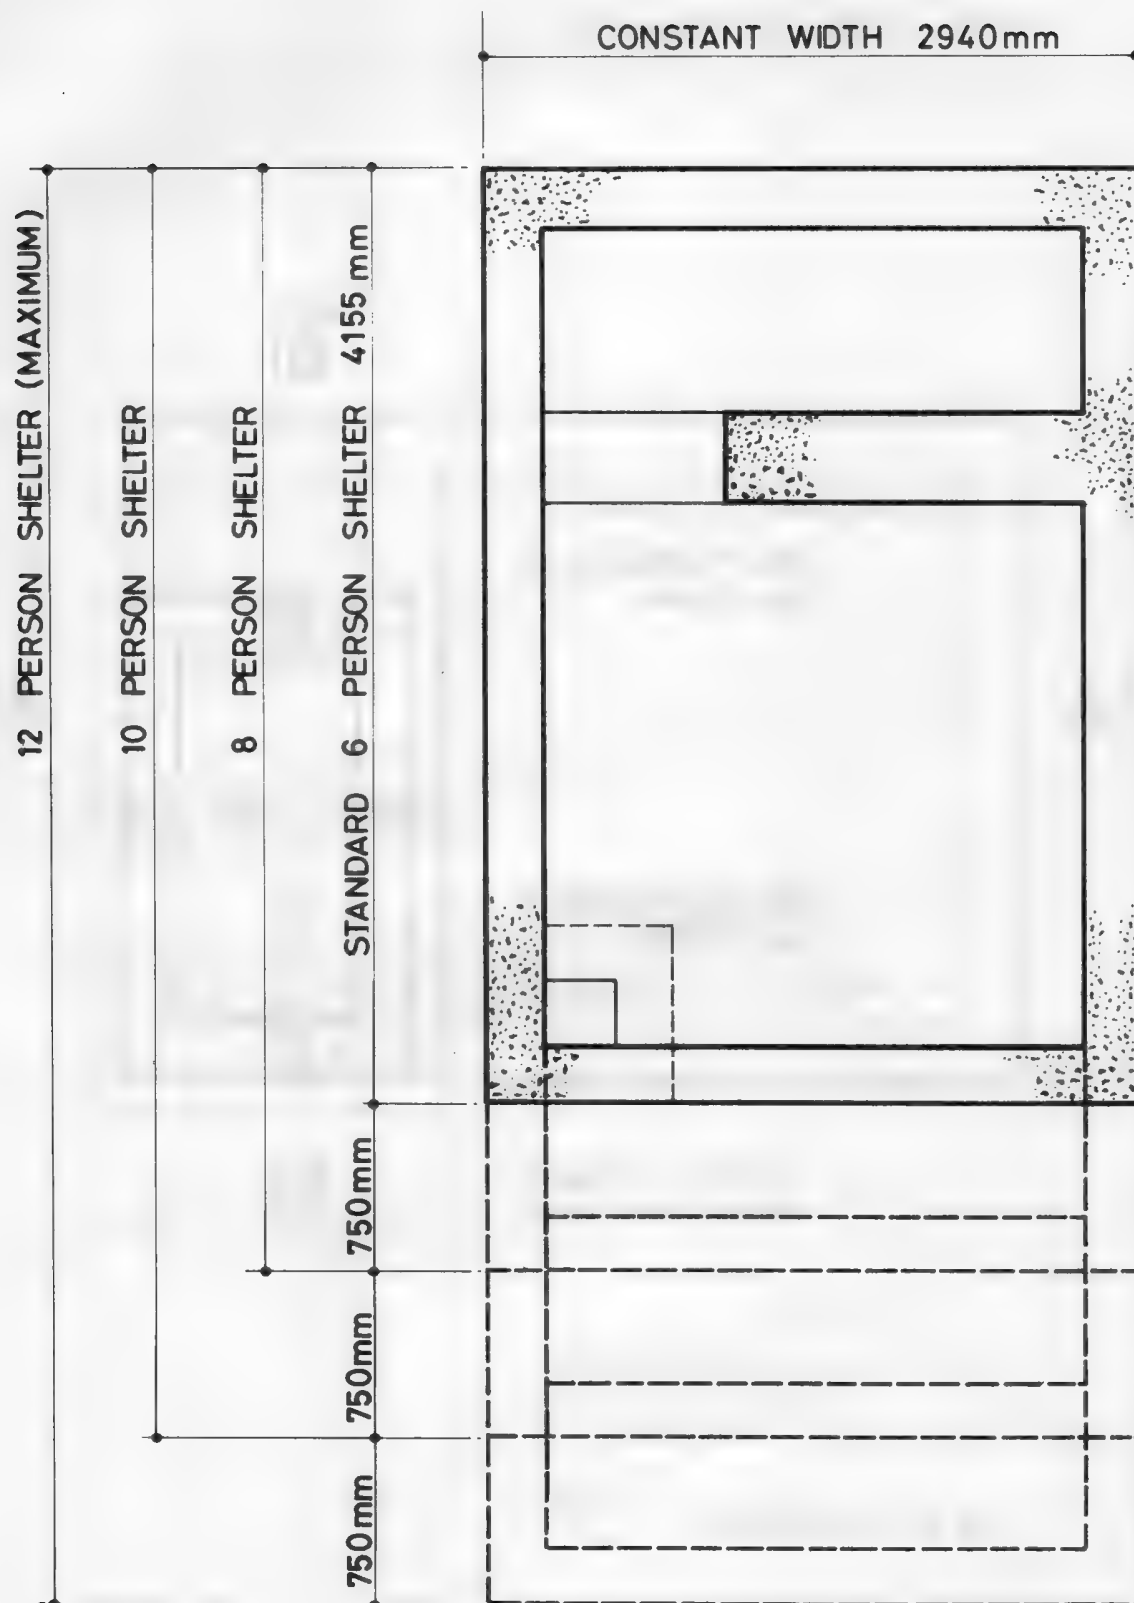 CONSTANT WIDTH 2940mm
12 PERSON SHELTER (MAXIMUM)
10 PERSON SHELTER
8 PERSON SHELTER
STANDARD 6 PERSON SHELTER 4155 mm
750mm
750mm
750mm